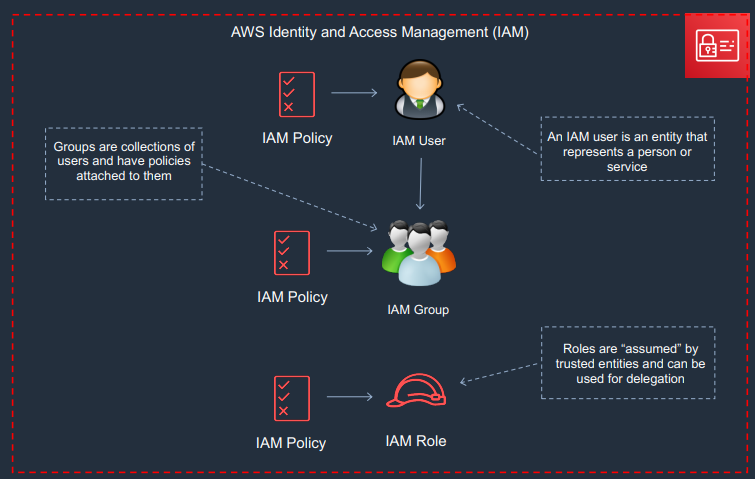 AWS Identity and Access Management (IAM)
IAM Policy
IAM User
An IAM user is an entity that
represents a person or
service
Groups are collections of
users and have policies
attached to them
IAM Policy
IAM Group
Roles are “assumed” by
trusted entities and can be
used for delegation
IAM Policy
IAM Role